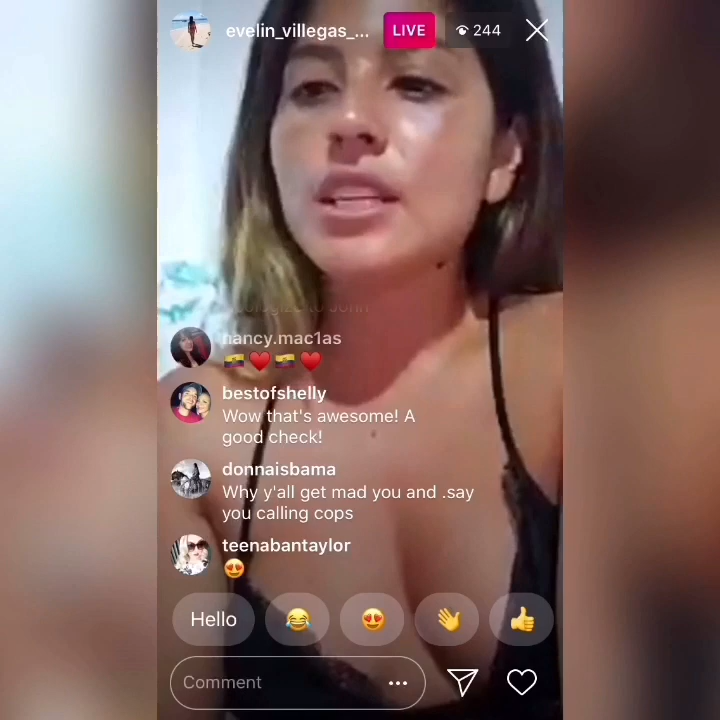 evelin_villegas_...
LIVE
244
nancy.mac1as
bestofshelly
Wow that's awesome! A
good check!
donnaisbama
Why y'all get mad you and .say
you calling cops
teenabantaylor
Hello
Comment